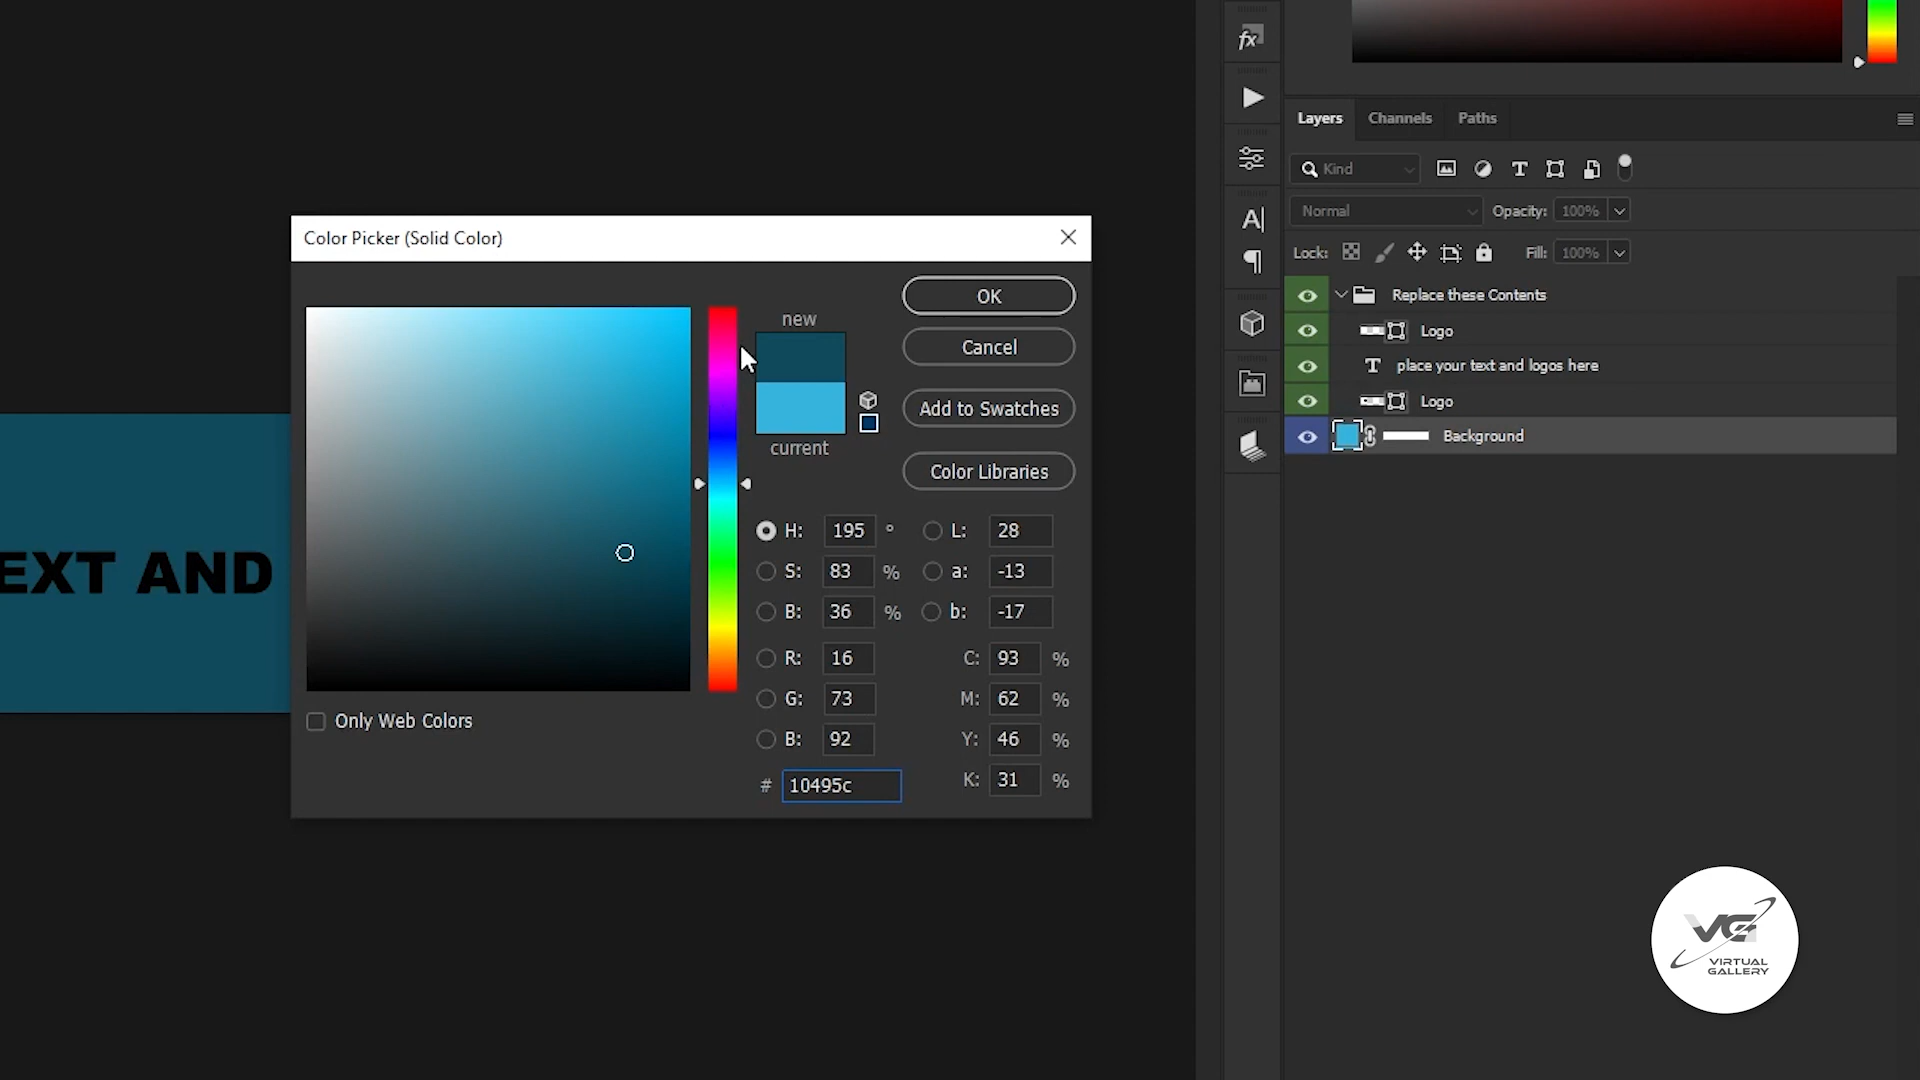 fx
Layers Channels Paths
Kind
Normal Opacity: 100%
Lock: Fill: 100%
Replace these Contents
Logo
T place your text and logos here
Logo
Background
Color Picker (Solid Color)
new
current
OK
Cancel
Add to Swatches
Color Libraries
H: 195 ° L: 28
S: 83 % a: -13
B: 36 % b: -17
R: 16 C: 93 %
G: 73 M: 62 %
B: 92 Y: 46 %
# 10495c K: 31 %
Only Web Colors
EXT AND
VG
VIRTUAL
GALLERY